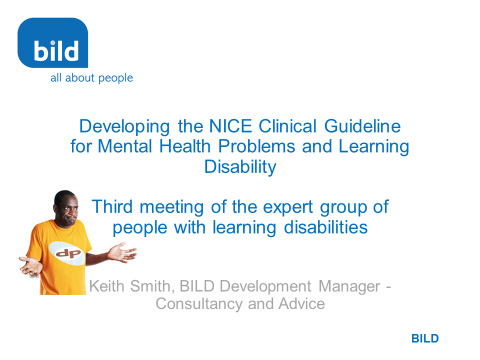 bild
all about people
Developing the NICE Clinical Guideline
for Mental Health Problems and Learning
Disability
Third meeting of the expert group of
people with learning disabilities
dp
Keith Smith, BILD Development Manager -
Consultancy and Advice
BILD